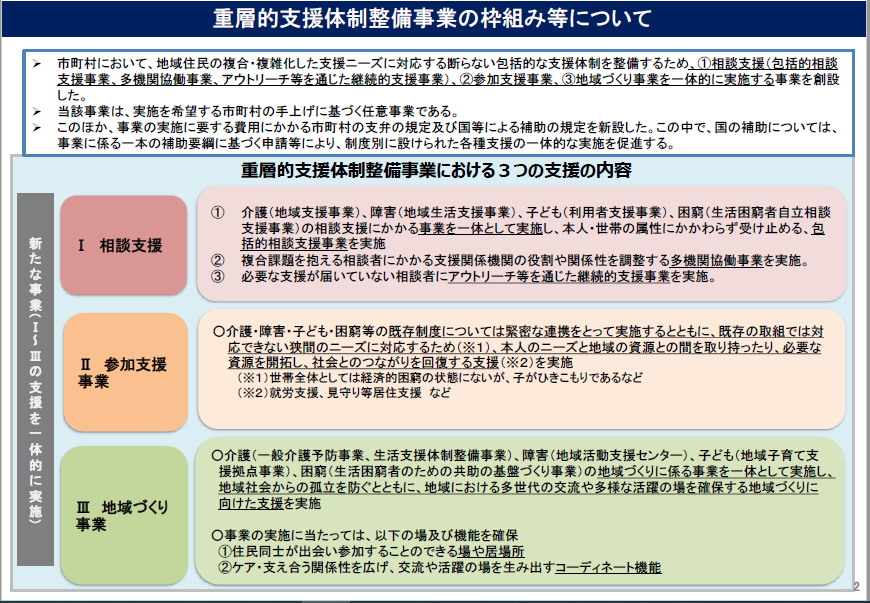 重層的支援体制整備事業の枠組み等について
➢ 市町村において、地域住民の複合・複雑化した支援ニーズに対応する断らない包括的な支援体制を整備するため、①相談支援（包括的相談
支援事業、多機関協働事業、アウトリーチ等を通じた継続的支援事業）、②参加支援事業、③地域づくり事業を一体的に実施する事業を創設
した。
➢ 当該事業は、実施を希望する市町村の手上げに基づく任意事業である。
➢ このほか、事業の実施に要する費用にかかる市町村の支弁の規定及び国等による補助の規定を新設した。この中で、国の補助については、
事業に係る一本の補助要綱に基づく申請等により、制度別に設けられた各種支援の一体的な実施を促進する。
重層的支援体制整備事業における３つの支援の内容
新たな事業（Ⅰ～Ⅲの支援を一体的に実施）
Ⅰ 相談支援
① 介護（地域支援事業）、障害（地域生活支援事業）、子ども（利用者支援事業）、困窮（生活困窮者自立相談
支援事業）の相談支援にかかる事業を一体として実施し、本人・世帯の属性にかかわらず受け止める、包
括的相談支援事業を実施
② 複合課題を抱える相談者にかかる支援関係機関の役割や関係性を調整する多機関協働事業を実施。
③ 必要な支援が届いていない相談者にアウトリーチ等を通じた継続的支援事業を実施。
Ⅱ 参加支援
事業
〇介護・障害・子ども・困窮等の既存制度については緊密な連携をとって実施するとともに、既存の取組では対
応できない狭間のニーズに対応するため（※１）、本人のニーズと地域の資源との間を取り持ったり、必要な
資源を開拓し、社会とのつながりを回復する支援（※２）を実施
（※１）世帯全体としては経済的困窮の状態にないが、子がひきこもりであるなど
（※２）就労支援、見守り等居住支援 など
Ⅲ 地域づくり
事業
〇介護（一般介護予防事業、生活支援体制整備事業）、障害（地域活動支援センター）、子ども（地域子育て支
援拠点事業）、困窮（生活困窮者のための共助の基盤づくり事業）の地域づくりに係る事業を一体として実施し、
地域社会からの孤立を防ぐとともに、地域における多世代の交流や多様な活躍の場を確保する地域づくりに
向けた支援を実施
〇事業の実施に当たっては、以下の場及び機能を確保
①住民同士が出会い参加することのできる場や居場所
②ケア・支え合う関係性を広げ、交流や活躍の場を生み出すコーディネート機能
2